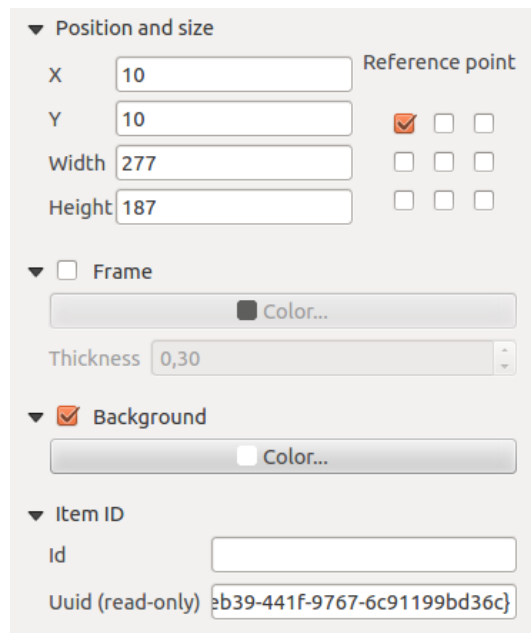 Position and size
Reference point
X 10
Y 10
Width 277
Height 187
Frame
Color...
Thickness 0,30
Background
Color...
Item ID
Id
Uuid (read-only) eb39-441f-9767-6c91199bd36c}